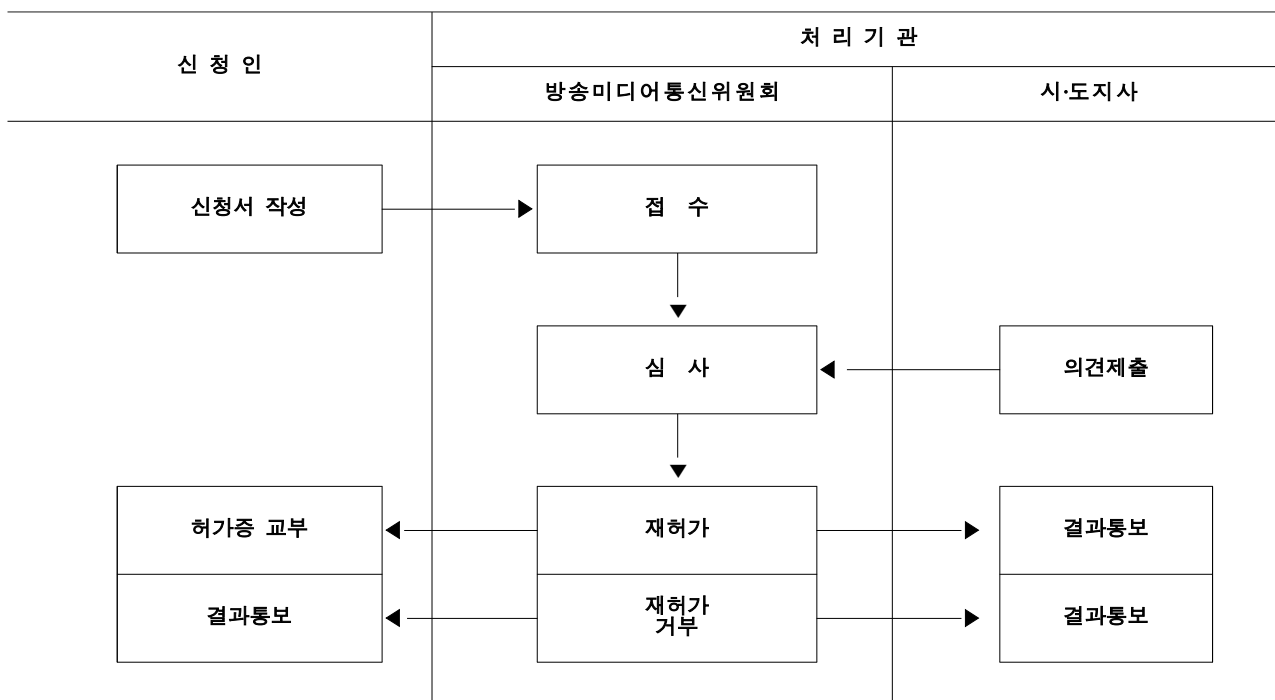 신 청 인
처 리 기 관
방송미디어통신위원회
시·도지사
신청서 작성
접 수
심 사
의견제출
허가증 교부
재허가
결과통보
결과통보
재허가
거부
결과통보